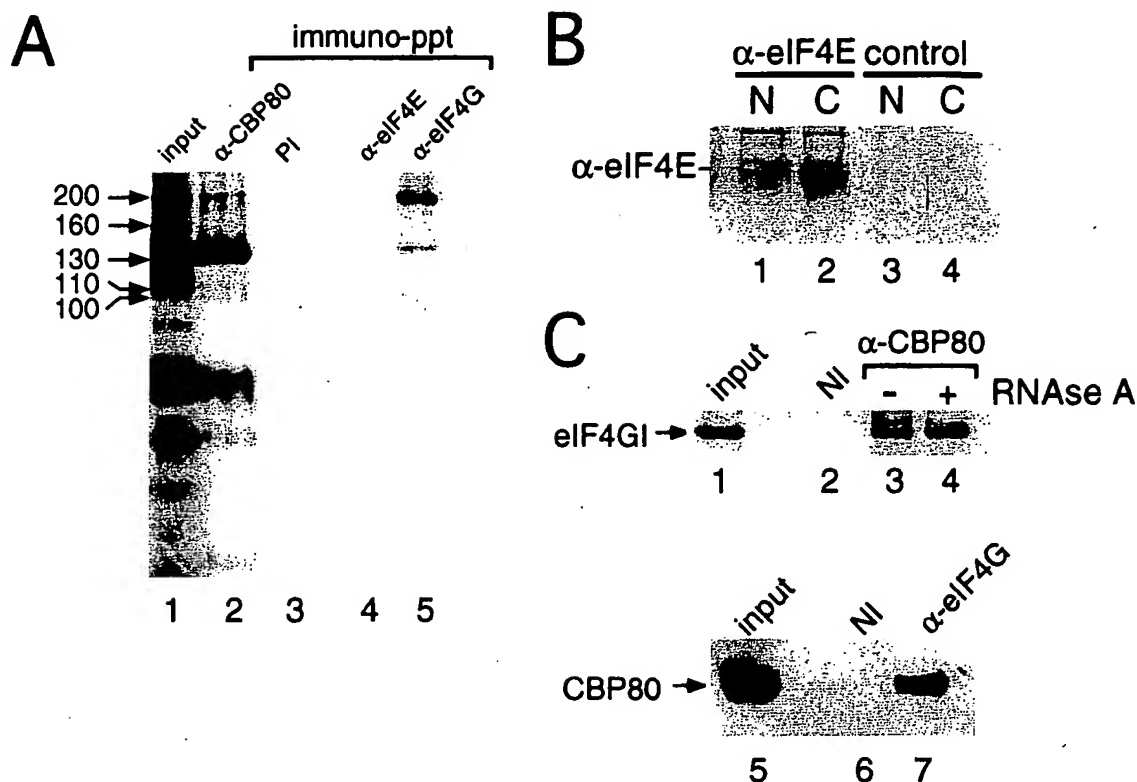 A
immuno-ppt
input α-CBP80 PI α-eIF4E α-eIF4G
200
160
130
110
100
1 2 3 4 5
B
α-eIF4E control
N C N C
α-eIF4E-
1 2 3 4
C
α-CBP80
input NI - + RNAse A
eIF4GI
1 2 3 4
input NI α-eIF4G
CBP80
5 6 7